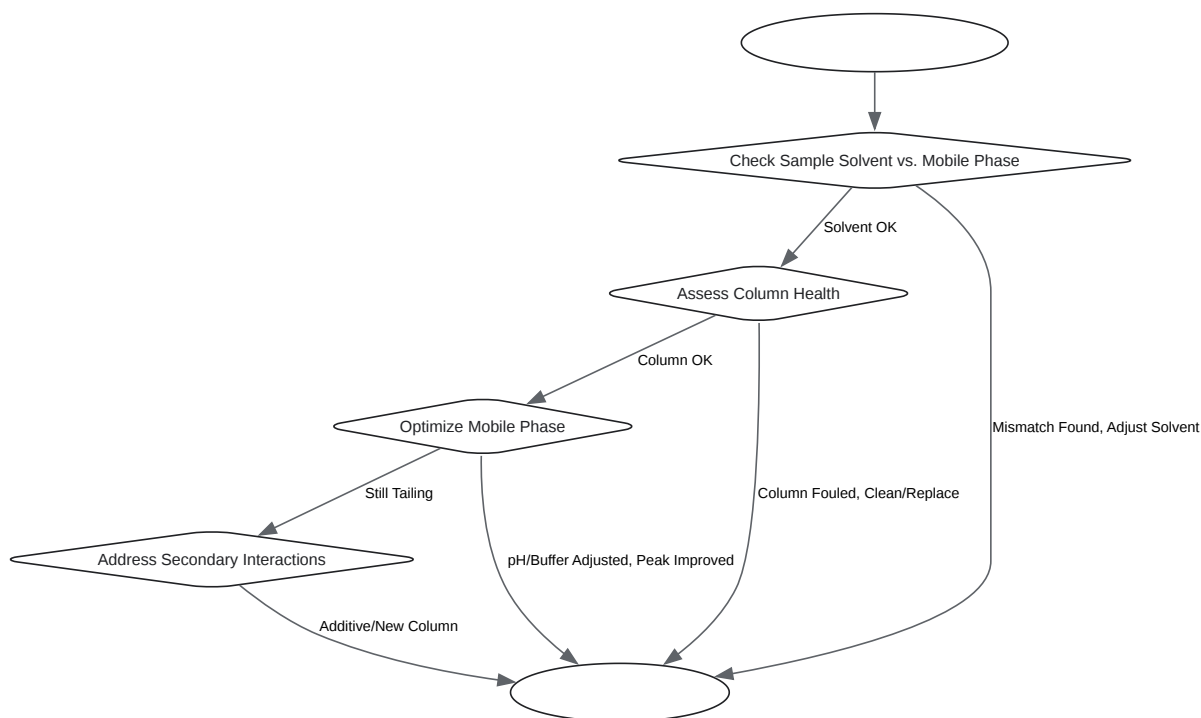 Check Sample Solvent vs. Mobile Phase
Solvent OK
Assess Column Health
Column OK
Optimize Mobile Phase
Mismatch Found, Adjust Solvent
Still Tailing
Column Fouled, Clean/Replace
Address Secondary Interactions
pH/Buffer Adjusted, Peak Improved
Additive/New Column